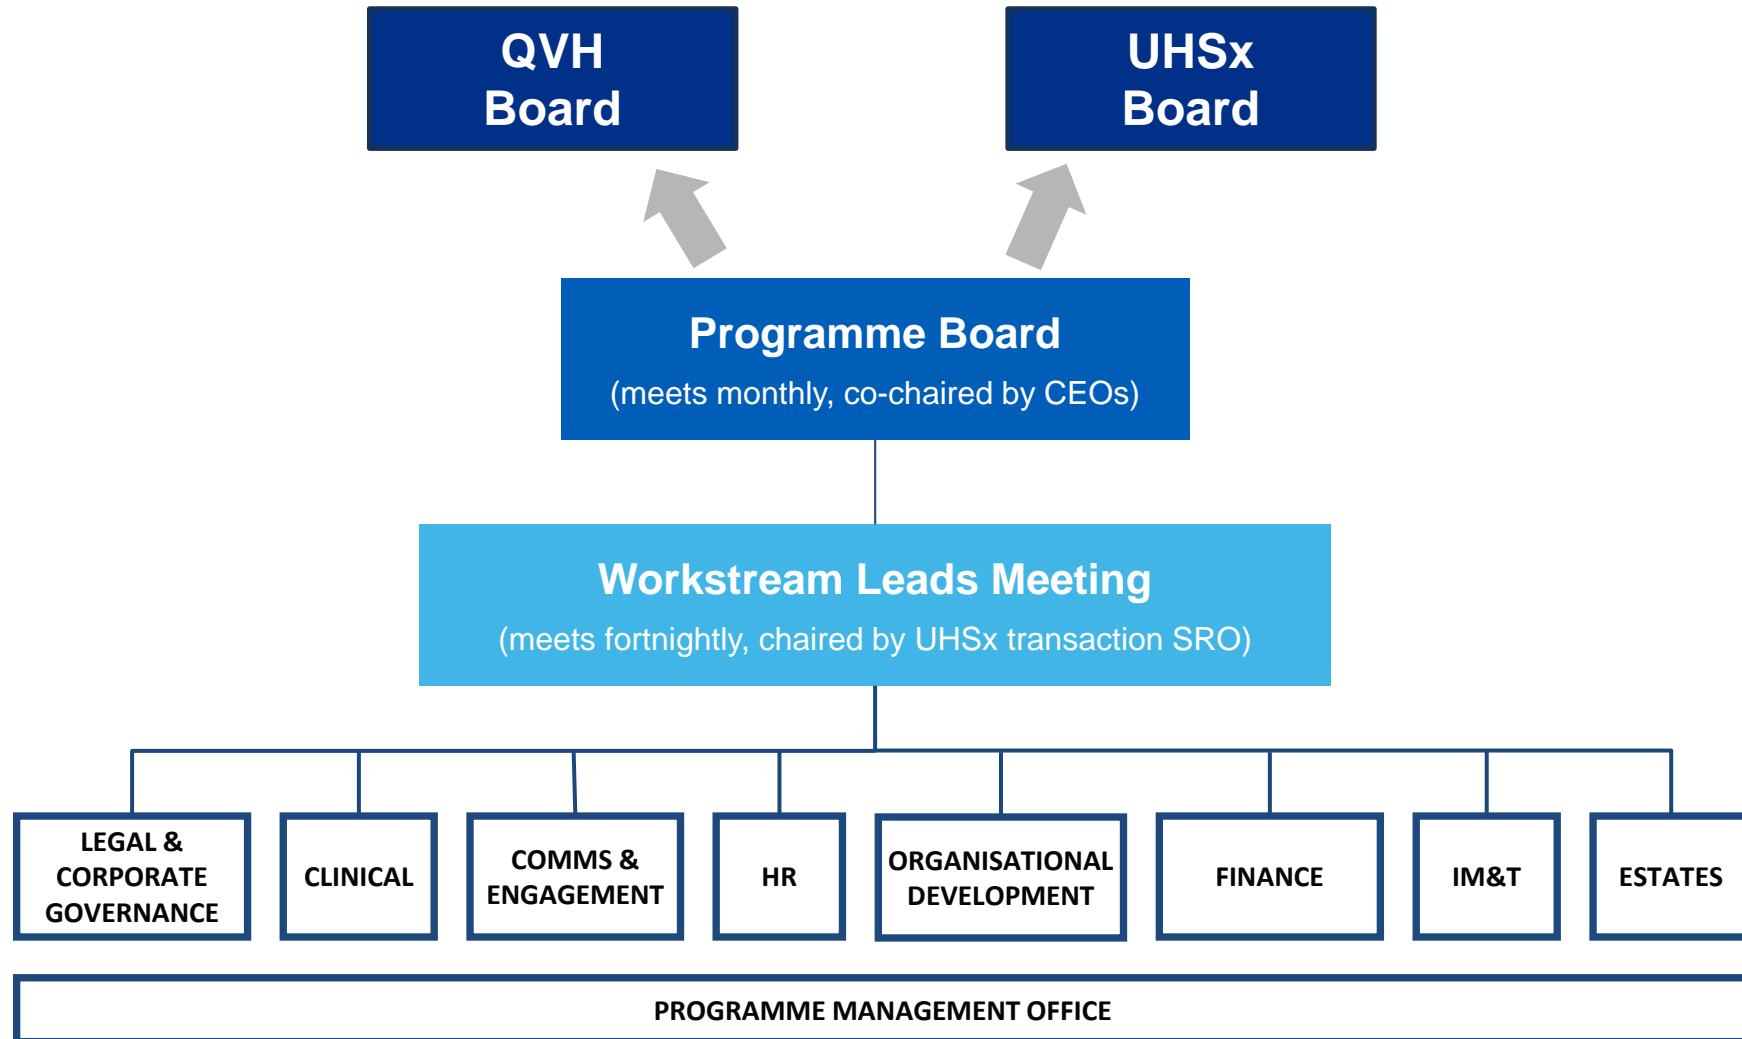 QVH
Board
UHSx
Board
Programme Board
(meets monthly, co-chaired by CEOs)
Workstream Leads Meeting
(meets fortnightly, chaired by UHSx transaction SRO)
LEGAL &
CORPORATE
GOVERNANCE
CLINICAL
COMMS &
ENGAGEMENT
HR
ORGANISATIONAL
DEVELOPMENT
FINANCE
IM&T
ESTATES
PROGRAMME MANAGEMENT OFFICE